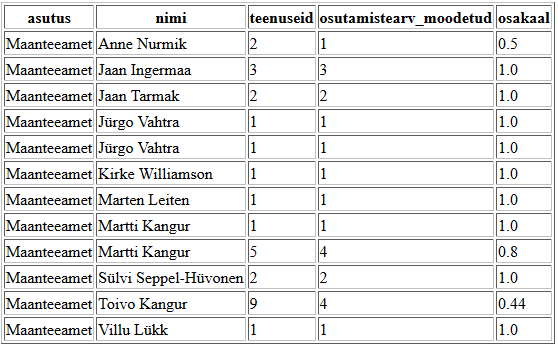 asutus nimi teenuseid osutamistearv_moodetud osakaal
Maanteeamet Anne Nurmik 2 1 0.5
Maanteeamet Jaan Ingermaa 3 3 1.0
Maanteeamet Jaan Tarmak 2 2 1.0
Maanteeamet Jürgo Vahtra 1 1 1.0
Maanteeamet Jürgo Vahtra 1 1 1.0
Maanteeamet Kirke Williamson 1 1 1.0
Maanteeamet Marten Leiten 1 1 1.0
Maanteeamet Martti Kangur 1 1 1.0
Maanteeamet Martti Kangur 5 4 0.8
Maanteeamet Sülvi Seppel-Hüvonen 2 2 1.0
Maanteeamet Toivo Kangur 9 4 0.44
Maanteeamet Villu Lükk 1 1 1.0